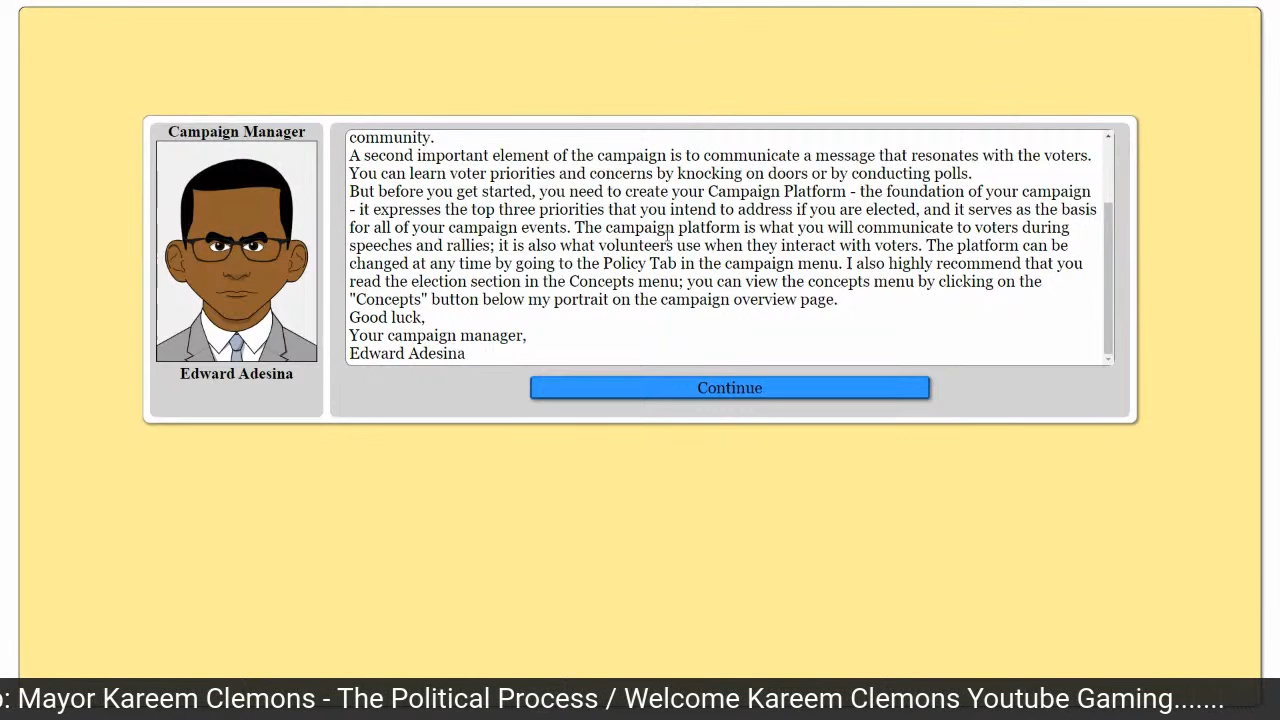 Campaign Manager
Edward Adesina
community.
A second important element of the campaign is to communicate a message that resonates with the voters.
You can learn voter priorities and concerns by knocking on doors or by conducting polls.
But before you get started, you need to create your Campaign Platform - the foundation of your campaign
- it expresses the top three priorities that you intend to address if you are elected, and it serves as the basis
for all of your campaign events. The campaign platform is what you will communicate to voters during
speeches and rallies; it is also what volunteers use when they interact with voters. The platform can be
changed at any time by going to the Policy Tab in the campaign menu. I also highly recommend that you
read the election section in the Concepts menu; you can view the concepts menu by clicking on the
"Concepts" button below my portrait on the campaign overview page.
Good luck,
Your campaign manager,
Edward Adesina
Continue
: Mayor Kareem Clemons - The Political Process / Welcome Kareem Clemons Youtube Gaming.......